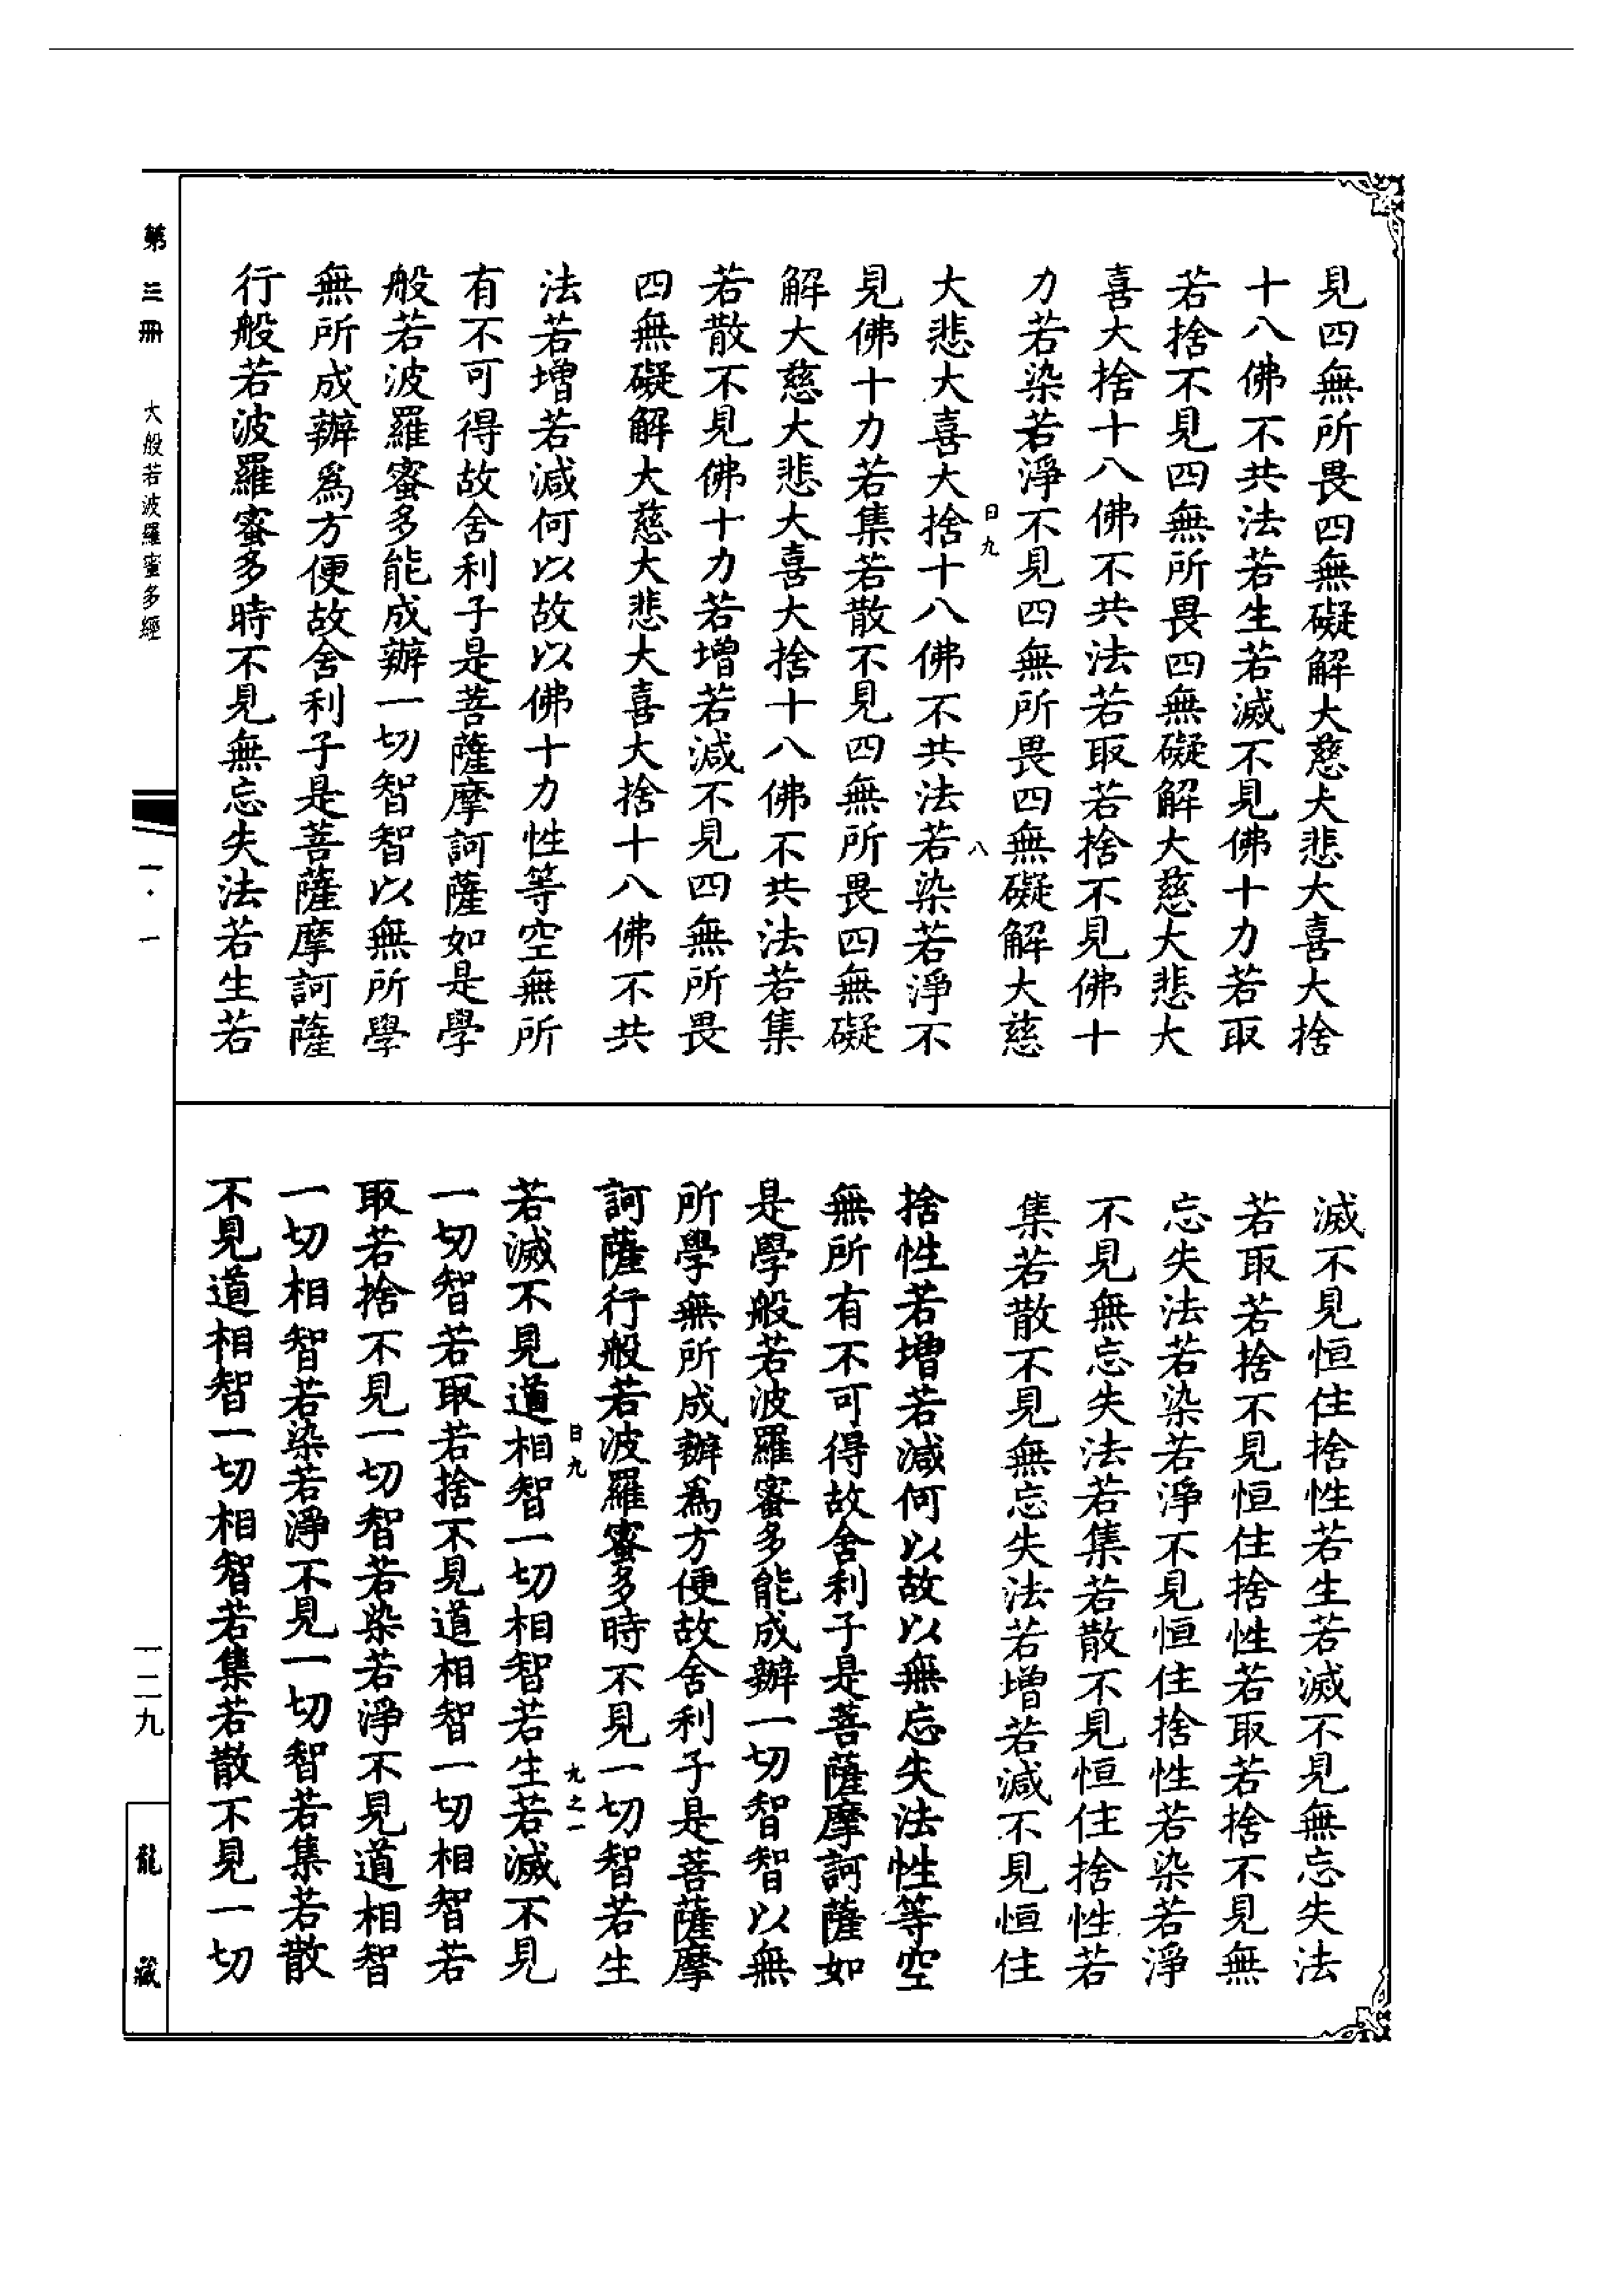 見四無所畏四無礙解大慈大悲大喜大捨
十八佛不共法若生若滅不見佛十力若取
若捨不見四無所畏四無礙解大慈大悲大
喜大捨十八佛不共法若取若捨不見佛十
力若染若淨不見四無所畏四無礙解大慈
日九
八
大悲大喜大捨十八佛不共法若染若淨不
見佛十力若集若散不見四無所畏四無礙
解大慈大悲大喜大捨十八佛不共法若集
若散不見佛十力若增若減不見四無所畏
四無礙解大慈大悲大喜大捨十八佛不共
法若增若減何以故以佛十力性等空無所
有不可得故舍利子是菩薩摩訶薩如是學
般若波羅蜜多能成辦一切智智以無所學
無所成辦爲方便故舍利子是菩薩摩訶薩
行般若波羅蜜多時不見無忘失法若生若
滅不見恒住捨性若生若滅不見無忘失法
若取若捨不見恒住捨性若取若捨不見無
忘失法若染若淨不見恒住捨性若染若淨
不見無忘失法若集若散不見恒住捨性若
集若散不見無忘失法若增若減不見恒住
捨性若增若減何以故以無忘失法性等空
無所有不可得故舍利子是菩薩摩訶薩如
是學般若波羅蜜多能成辦一切智智以無
所學無所成辦爲方便故舍利子是菩薩摩
訶薩行般若波羅蜜多時不見一切智若生
日九
九之一
若滅不見道相智一切相智若生若滅不見
一切智若取若捨不見道相智一切相智若
取若捨不見一切智若染若淨不見道相智
一切相智若染若淨不見一切智若集若散
不見道相智一切相智若集若散不見一切
第三冊
大般若波羅蜜多經
一·一
一二九
龍藏